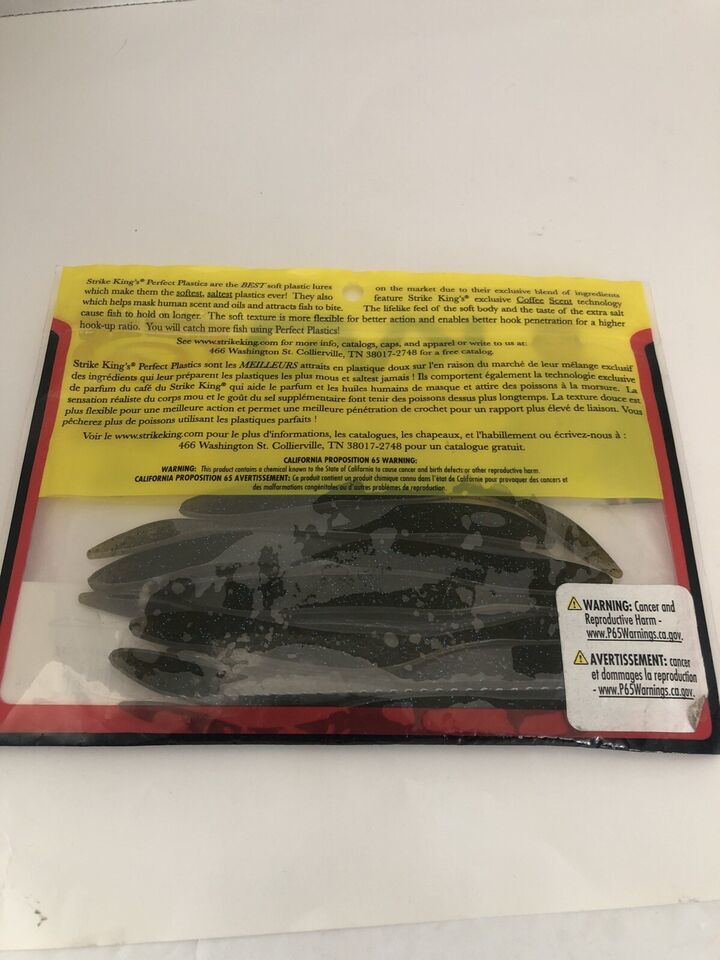 Strike King's® Perfect Plastics are the BEST soft plastic lures on the market due to their exclusive blend of ingredients
which make them the softest, saltest plastics ever! They also feature Strike King's® exclusive Coffee Scent technology
which helps mask human scent and oils and attracts fish to bite. The lifelike feel of the soft body and the taste of the extra salt
cause fish to hold on longer. The soft texture is more flexible for better action and enables better hook penetration for a higher
hook-up ratio. You will catch more fish using Perfect Plastics!
See www.strikeking.com for more info, catalogs, caps, and apparel or write to us at:
466 Washington St. Collierville, TN 38017-2748 for a free catalog.
Strike King's® Perfect Plastics sont les MEILLEURS attraits en plastique doux sur l'en raison du marché de leur mélange exclusif
des ingrédients qui leur préparent les plastiques les plus mous et saltest jamais ! Ils comportent également la technologie exclusive
de parfum du café du Strike King® qui aide le parfum et les huiles humains de masque et attire des poissons à la morsure. La
sensation réaliste du corps mou et le goût du sel supplémentaire font tenir des poissons dessus plus longtemps. La texture douce est
plus flexible pour une meilleure action et permet une meilleure pénétration de crochet pour un rapport plus élevé de liaison. Vous
pêcherez plus de poissons utilisant les plastiques parfaits !
Voir le www.strikeking.com pour le plus d'informations, les catalogues, les chapeaux, et l'habillement ou écrivez-nous à :
466 Washington St. Collierville, TN 38017-2748 pour un catalogue gratuit.
CALIFORNIA PROPOSITION 65 WARNING:
WARNING: This product contains a chemical known to the State of California to cause cancer and birth defects or other reproductive harm.
CALIFORNIA PROPOSITION 65 AVERTISSEMENT: Ce produit contient un produit chimique connu dans l'état de Californie pour provoquer des cancers et
des malformations congénitales ou d'autres problèmes de reproduction.
WARNING: Cancer and
Reproductive Harm -
www.P65Warnings.ca.gov.
AVERTISSEMENT: cancer
et dommages la reproduction
- www.P65Warnings.ca.gov.